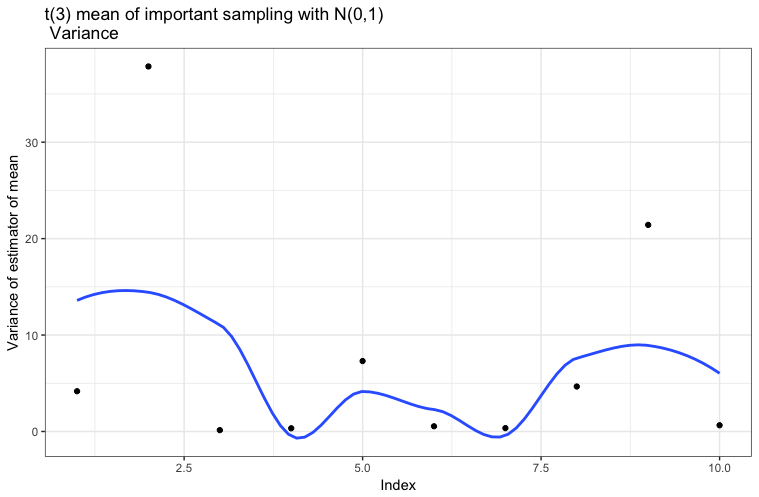 t(3) mean of important sampling with N(0,1)
Variance
Variance of estimator of mean
30
20
10
0
2.5
5.0
7.5
10.0
Index